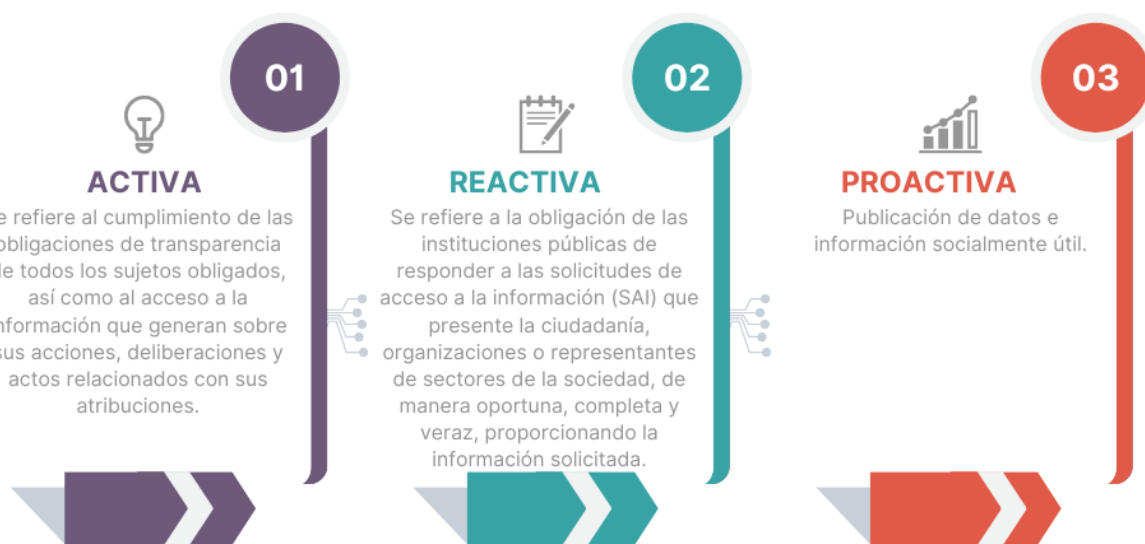 01
ACTIVA
e refiere al cumplimiento de las
obligaciones de transparencia
de todos los sujetos obligados,
así como al acceso a la
información que generan sobre
sus acciones, deliberaciones y
actos relacionados con sus
atribuciones.
02
REACTIVA
Se refiere a la obligación de las
instituciones públicas de
responder a las solicitudes de
acceso a la información (SAI) que
presente la ciudadanía,
organizaciones o representantes
de sectores de la sociedad, de
manera oportuna, completa y
veraz, proporcionando la
información solicitada.
03
PROACTIVA
Publicación de datos e
información socialmente útil.